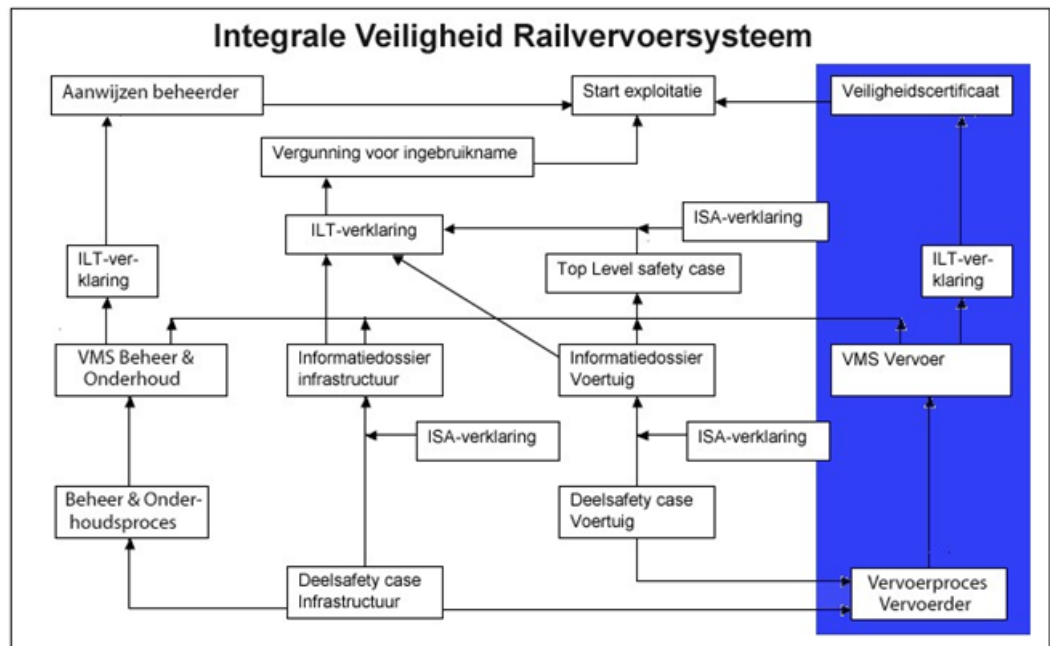 Integrale Veiligheid Railvervoersysteem
Aanwijzen beheerder
Start exploitatie
Veiligheidscertificaat
Vergunning voor ingebruikname
ISA-verklaring
ILT-verklaring
ILT-ver-
klaring
Top Level safety case
ILT-ver-
klaring
VMS Beheer &
Onderhoud
Informatiedossier
infrastructuur
Informatiedossier
Voertuig
VMS Vervoer
ISA-verklaring
ISA-verklaring
Beheer & Onder-
houdsproces
Deelsafety case
Voertuig
Deelsafety case
Infrastructuur
Vervoerproces
Vervoerder